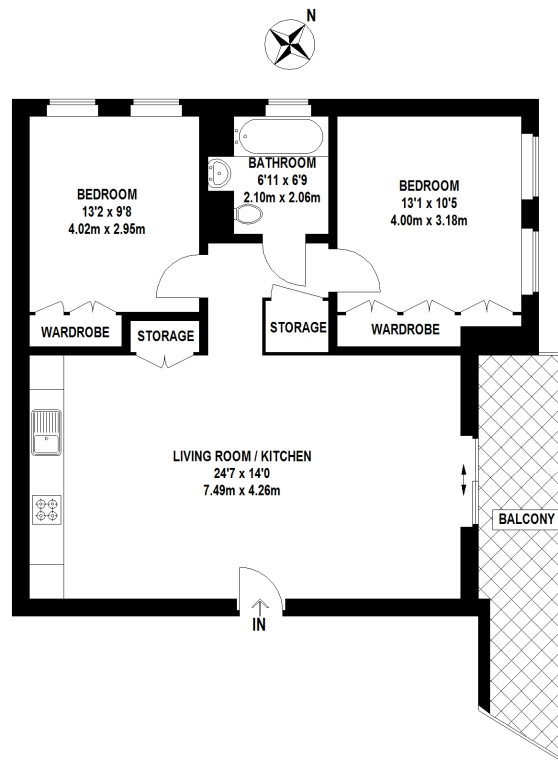 N
BATHROOM
6'11 x 6'9
2.10m x 2.06m
BEDROOM
13'2 x 9'8
4.02m x 2.95m
BEDROOM
13'1 x 10'5
4.00m x 3.18m
WARDROBE
STORAGE
STORAGE
WARDROBE
LIVING ROOM / KITCHEN
24'7 x 14'0
7.49m x 4.26m
BALCONY
IN